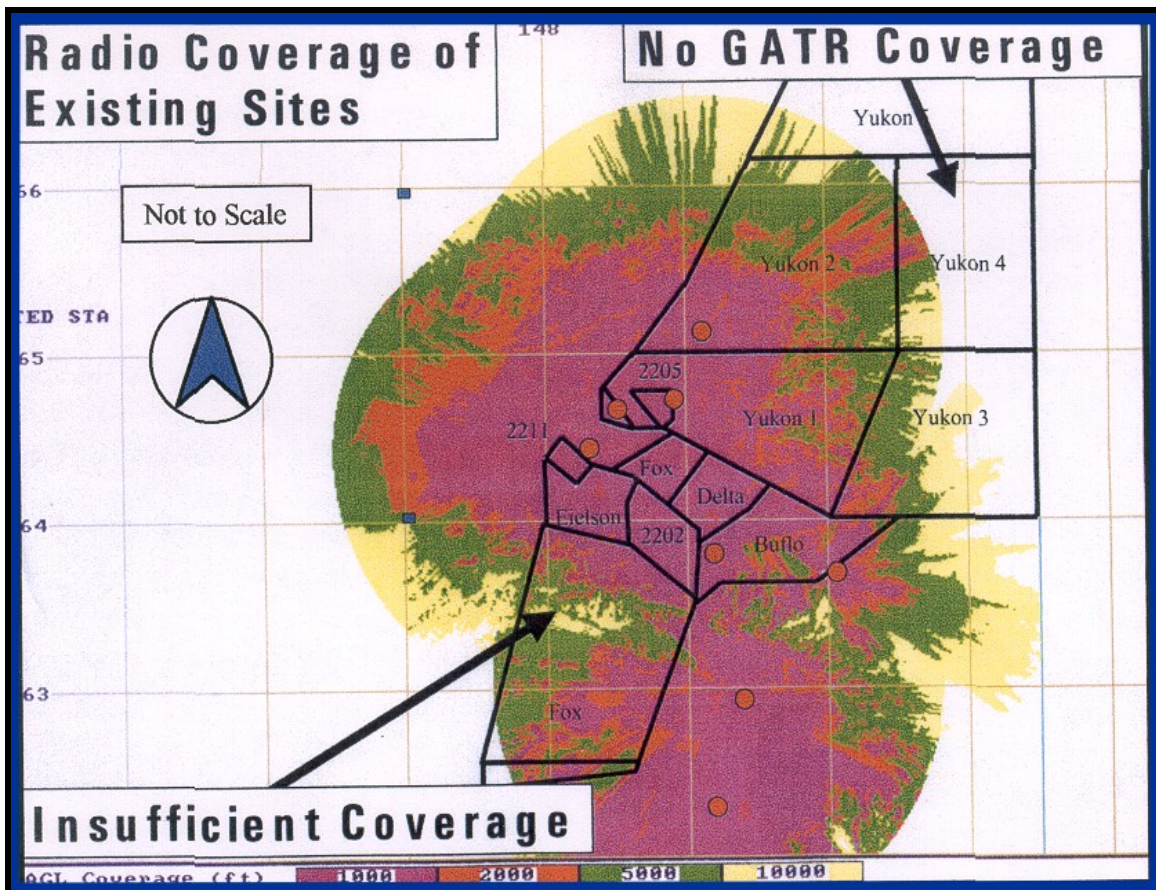 148
Radio Coverage of
Existing Sites
No GATR Coverage
Yukon
66
Not to Scale
Yukon 2
Yukon 4
TED STA
65
2205
2211
Yukon 1
Yukon 3
Fox
Delta
Eielson
2202
Buflo
64
63
Fox
Insufficient Coverage
AGL Coverage (ft)
1000
2000
5000
10000